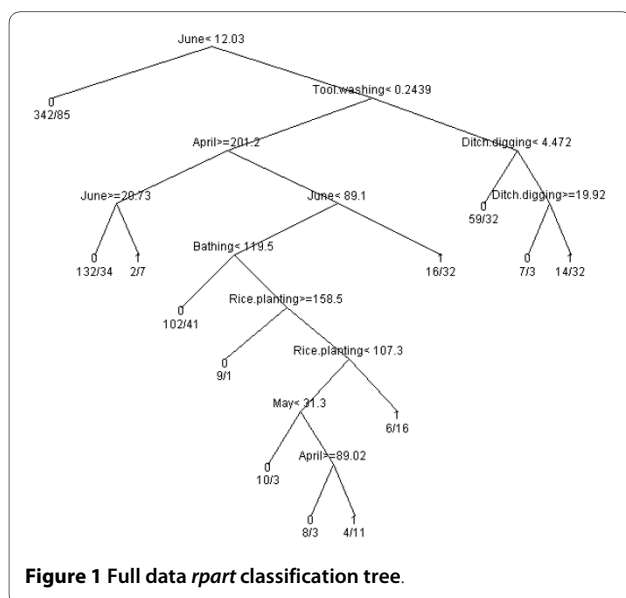 June< 12.03
0
342/85
Tool.washing< 0.2439
April>=201.2
Ditch.digging< 4.472
June>=20.73
June< 89.1
0
59/32
Ditch.digging>=19.92
0
132/34
1
2/7
Bathing< 119.5
1
16/32
0
7/3
1
14/32
0
102/41
Rice.planting>=158.5
0
9/1
Rice.planting< 107.3
May< 31.3
1
6/16
0
10/3
April>=89.02
0
8/3
1
4/11
Figure 1 Full data rpart classification tree.